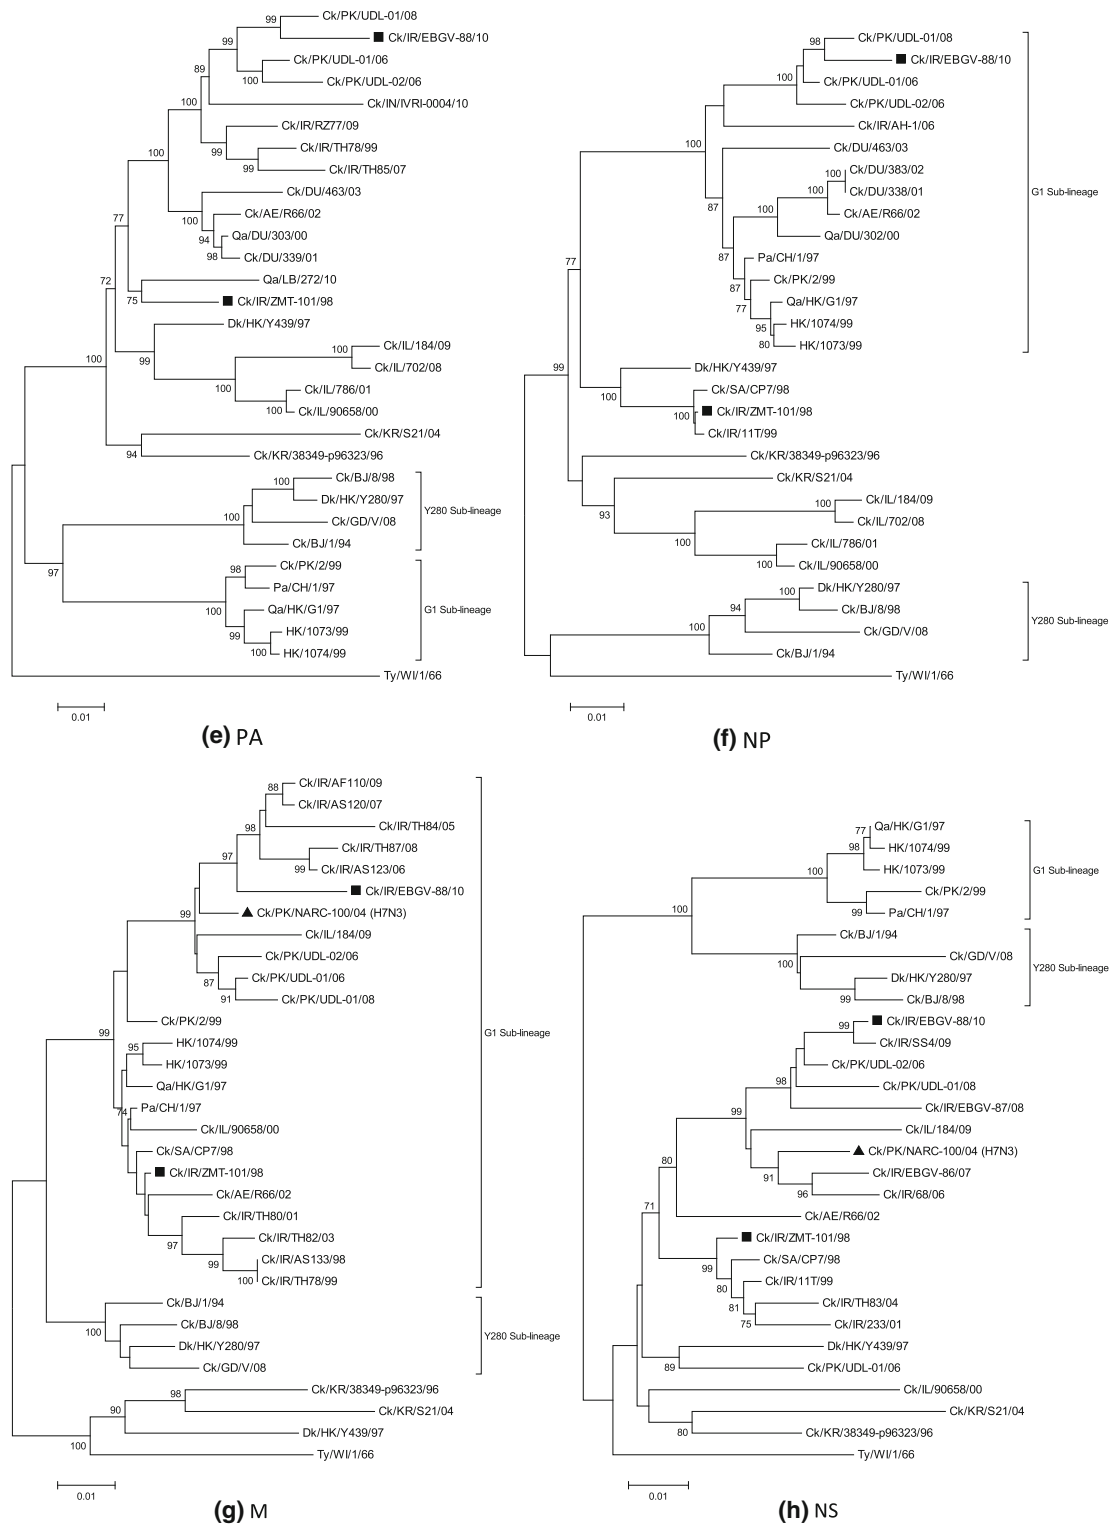 99
Ck/PK/UDL-01/08
■ Ck/IR/EBGV-88/10
99
Ck/PK/UDL-01/06
100
Ck/PK/UDL-02/06
89
Ck/IN/IVRI-0004/10
100
Ck/IR/RZ77/09
99
Ck/IR/TH78/99
99
Ck/IR/TH85/07
100
Ck/DU/463/03
100
Ck/AE/R66/02
94
Qa/DU/303/00
98
Ck/DU/339/01
77
Qa/LB/272/10
75
■ Ck/IR/ZMT-101/98
72
Dk/HK/Y439/97
99
100
Ck/IL/184/09
Ck/IL/702/08
100
Ck/IL/786/01
100
Ck/IL/90658/00
100
Ck/KR/S21/04
94
Ck/KR/38349-p96323/96
100
Ck/BJ/8/98
Dk/HK/Y280/97
100
Ck/GD/V/08
Ck/BJ/1/94
Y280 Sub-lineage
97
98
Ck/PK/2/99
Pa/CH/1/97
100
Qa/HK/G1/97
99
HK/1073/99
100
HK/1074/99
G1 Sub-lineage
Ty/WI/1/66
0.01
(e) PA
98
Ck/PK/UDL-01/08
■ Ck/IR/EBGV-88/10
100
Ck/PK/UDL-01/06
Ck/PK/UDL-02/06
Ck/IR/AH-1/06
100
Ck/DU/463/03
87
100
Ck/DU/383/02
Ck/DU/338/01
100
Ck/AE/R66/02
100
Qa/DU/302/00
87
Pa/CH/1/97
87
Ck/PK/2/99
77
Qa/HK/G1/97
95
HK/1074/99
80
HK/1073/99
G1 Sub-lineage
77
Dk/HK/Y439/97
100
Ck/SA/CP7/98
100
■ Ck/IR/ZMT-101/98
Ck/IR/11T/99
99
Ck/KR/38349-p96323/96
Ck/KR/S21/04
93
100
Ck/IL/184/09
Ck/IL/702/08
100
Ck/IL/786/01
100
Ck/IL/90658/00
100
Dk/HK/Y280/97
94
Ck/BJ/8/98
100
Ck/GD/V/08
Ck/BJ/1/94
Y280 Sub-lineage
Ty/WI/1/66
0.01
(f) NP
88
Ck/IR/AF110/09
Ck/IR/AS120/07
98
Ck/IR/TH84/05
Ck/IR/TH87/08
99
Ck/IR/AS123/06
97
■ Ck/IR/EBGV-88/10
99
▲ Ck/PK/NARC-100/04 (H7N3)
Ck/IL/184/09
Ck/PK/UDL-02/06
87
Ck/PK/UDL-01/06
91
Ck/PK/UDL-01/08
Ck/PK/2/99
99
95
HK/1074/99
HK/1073/99
Qa/HK/G1/97
74
Pa/CH/1/97
Ck/IL/90658/00
Ck/SA/CP7/98
■ Ck/IR/ZMT-101/98
Ck/AE/R66/02
Ck/IR/TH80/01
97
Ck/IR/TH82/03
99
Ck/IR/AS133/98
100
Ck/IR/TH78/99
G1 Sub-lineage
Ck/BJ/1/94
100
Ck/BJ/8/98
Dk/HK/Y280/97
Ck/GD/V/08
Y280 Sub-lineage
98
Ck/KR/38349-p96323/96
90
Ck/KR/S21/04
Dk/HK/Y439/97
100
Ty/WI/1/66
0.01
(g) M
77
Qa/HK/G1/97
98
HK/1074/99
HK/1073/99
100
Ck/PK/2/99
99
Pa/CH/1/97
G1 Sub-lineage
100
Ck/BJ/1/94
100
Ck/GD/V/08
Dk/HK/Y280/97
99
Ck/BJ/8/98
Y280 Sub-lineage
99
■ Ck/IR/EBGV-88/10
Ck/IR/SS4/09
Ck/PK/UDL-02/06
98
Ck/PK/UDL-01/08
Ck/IR/EBGV-87/08
99
Ck/IL/184/09
▲ Ck/PK/NARC-100/04 (H7N3)
91
Ck/IR/EBGV-86/07
96
Ck/IR/68/06
80
Ck/AE/R66/02
71
■ Ck/IR/ZMT-101/98
99
Ck/SA/CP7/98
80
Ck/IR/11T/99
81
Ck/IR/TH83/04
75
Ck/IR/233/01
Dk/HK/Y439/97
89
Ck/PK/UDL-01/06
Ck/IL/90658/00
Ck/KR/S21/04
80
Ck/KR/38349-p96323/96
Ty/WI/1/66
0.01
(h) NS